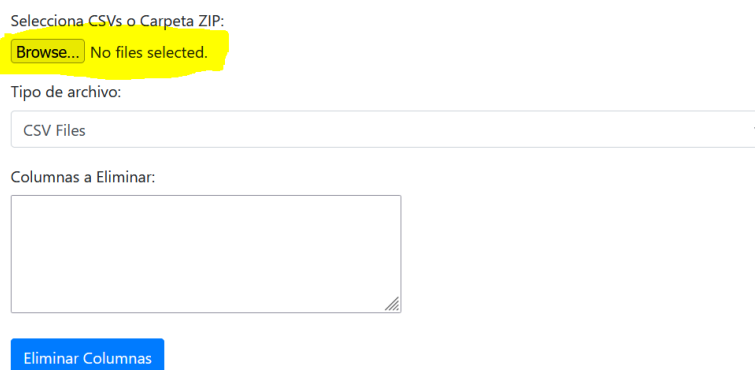 Selecciona CSVs o Carpeta ZIP:
Browse... No files selected.
Tipo de archivo:
CSV Files
Columnas a Eliminar:
Eliminar Columnas